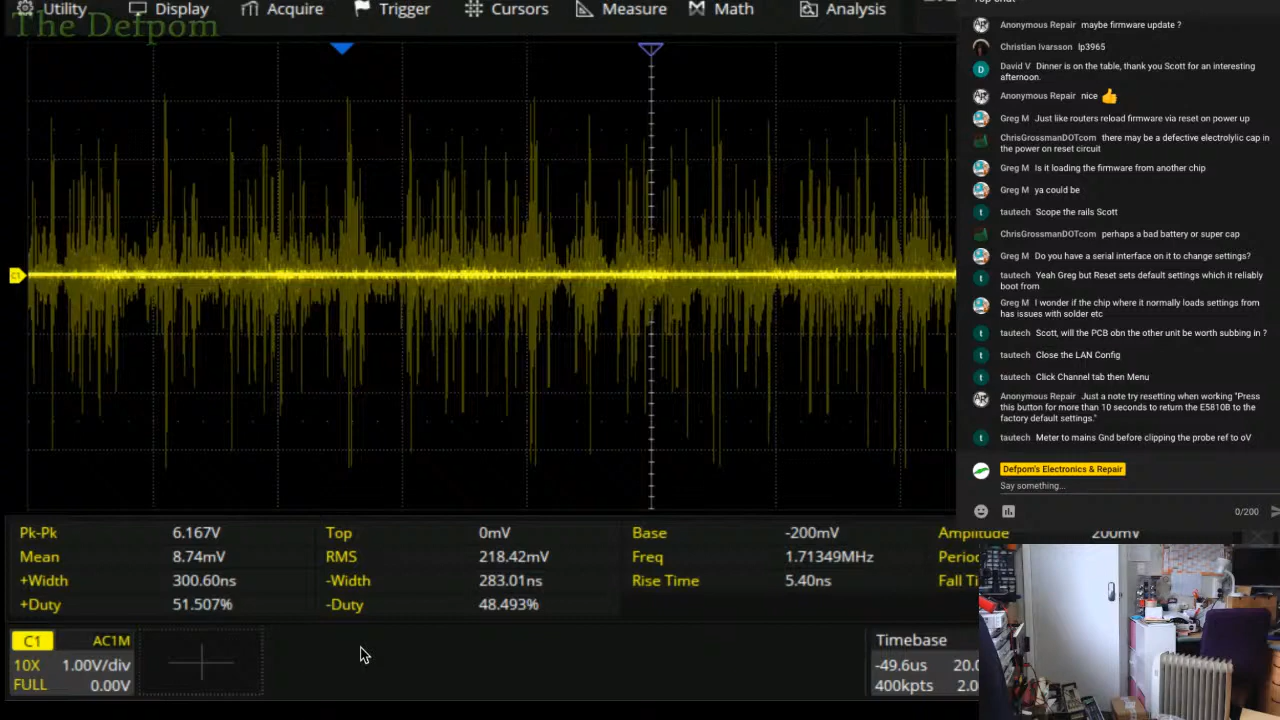 Utility Display Acquire Trigger Cursors Measure Math Analysis
The Defpom
C1
Pk-Pk 6.167V Top 0mV Base -200mV Amplitude 200mV
Mean 8.74mV RMS 218.42mV Freq 1.71349MHz Perio
+Width 300.60ns -Width 283.01ns Rise Time 5.40ns Fall Ti
+Duty 51.507% -Duty 48.493%
C1 AC1M
10X 1.00V/div
FULL 0.00V
Timebase
-49.6us 20.0
400kpts 2.0
Anonymous Repair maybe firmware update ?
Christian Ivarsson lp3965
David V Dinner is on the table, thank you Scott for an interesting
afternoon.
Anonymous Repair nice 👍
Greg M Just like routers reload firmware via reset on power up
ChrisGrossmanDOTcom there may be a defective electrolylic cap in
the power on reset circuit
Greg M Is it loading the firmware from another chip
Greg M ya could be
tautech Scope the rails Scott
ChrisGrossmanDOTcom perhaps a bad battery or super cap
Greg M Do you have a serial interface on it to change settings?
tautech Yeah Greg but Reset sets default settings which it reliably
boot from
Greg M I wonder if the chip where it normally loads settings from
has issues with solder etc
tautech Scott, will the PCB obn the other unit be worth subbing in ?
tautech Close the LAN Config
tautech Click Channel tab then Menu
Anonymous Repair Just a note try resetting when working "Press
this button for more than 10 seconds to return the E5810B to the
factory default settings."
tautech Meter to mains Gnd before clipping the probe ref to oV
Defpom's Electronics & Repair
Say something...
0/200